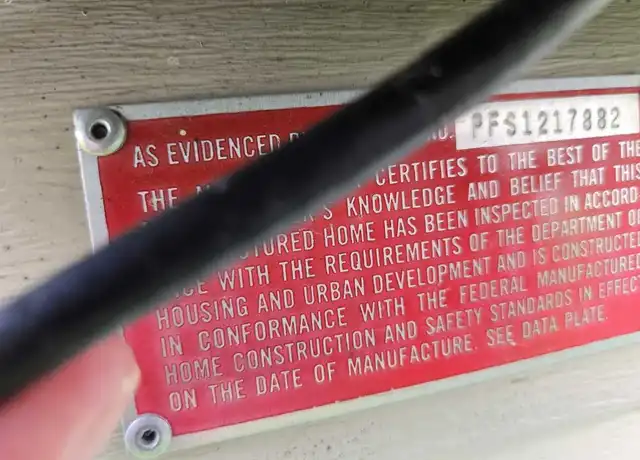 AS EVIDENCED NO. PFS1217882
THE CERTIFIES TO THE BEST OF THE
KNOWLEDGE AND BELIEF THAT THIS
HOME HAS BEEN INSPECTED IN ACCORD
WITH THE REQUIREMENTS OF THE DEPARTMENT OF
HOUSING AND URBAN DEVELOPMENT AND IS CONSTRUCTED
IN CONFORMANCE WITH THE FEDERAL MANUFACTURED
HOME CONSTRUCTION AND SAFETY STANDARDS IN EFFECT
ON THE DATE OF MANUFACTURE. SEE DATA PLATE.